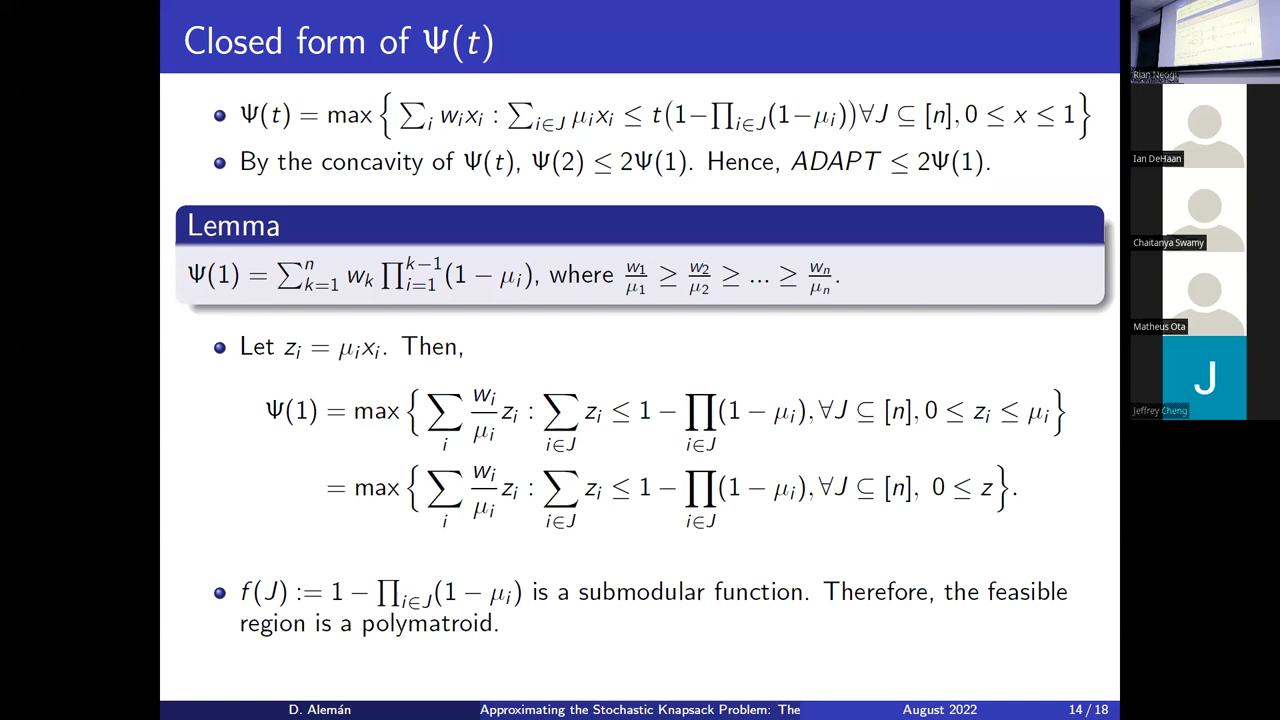 Closed form of Ψ(t)
Ψ(t) = max { ∑_i w_i x_i : ∑_{i∈J} μ_i x_i ≤ t(1−∏_{i∈J}(1−μ_i)) ∀J ⊆ [n], 0 ≤ x ≤ 1 }
By the concavity of Ψ(t), Ψ(2) ≤ 2Ψ(1). Hence, ADAPT ≤ 2Ψ(1).
Lemma
Ψ(1) = ∑_{k=1}^{n} w_k ∏_{i=1}^{k−1}(1 − μ_i), where w_1/μ_1 ≥ w_2/μ_2 ≥ ... ≥ w_n/μ_n.
Let z_i = μ_i x_i. Then,
Ψ(1) = max { ∑_i w_i/μ_i z_i : ∑_{i∈J} z_i ≤ 1 − ∏_{i∈J}(1 − μ_i), ∀J ⊆ [n], 0 ≤ z_i ≤ μ_i }
= max { ∑_i w_i/μ_i z_i : ∑_{i∈J} z_i ≤ 1 − ∏_{i∈J}(1 − μ_i), ∀J ⊆ [n], 0 ≤ z }.
f(J) := 1 − ∏_{i∈J}(1 − μ_i) is a submodular function. Therefore, the feasible
region is a polymatroid.
D. Alemán
Approximating the Stochastic Knapsack Problem: The
August 2022
14 / 18
Rian Neogi
Ian DeHaan
Chaitanya Swamy
Matheus Ota
J
Jeffrey Cheng